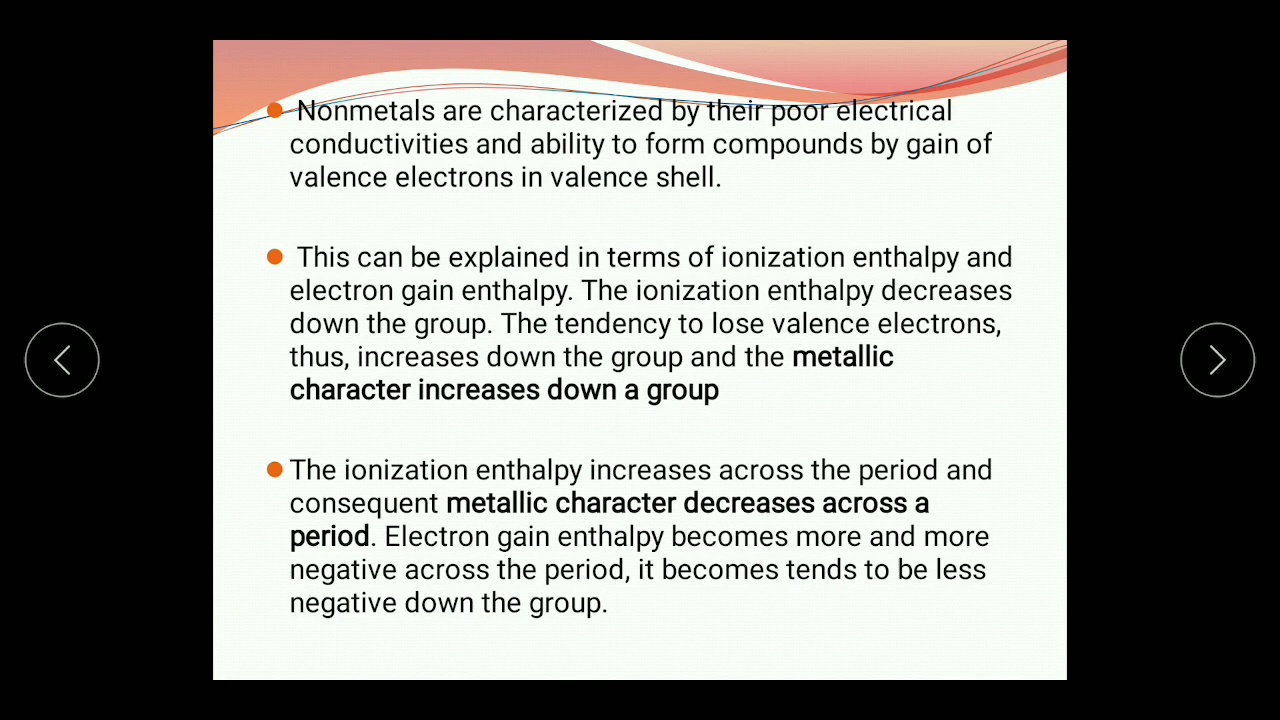 Nonmetals are characterized by their poor electrical
conductivities and ability to form compounds by gain of
valence electrons in valence shell.
This can be explained in terms of ionization enthalpy and
electron gain enthalpy. The ionization enthalpy decreases
down the group. The tendency to lose valence electrons,
thus, increases down the group and the metallic
character increases down a group
The ionization enthalpy increases across the period and
consequent metallic character decreases across a
period. Electron gain enthalpy becomes more and more
negative across the period, it becomes tends to be less
negative down the group.